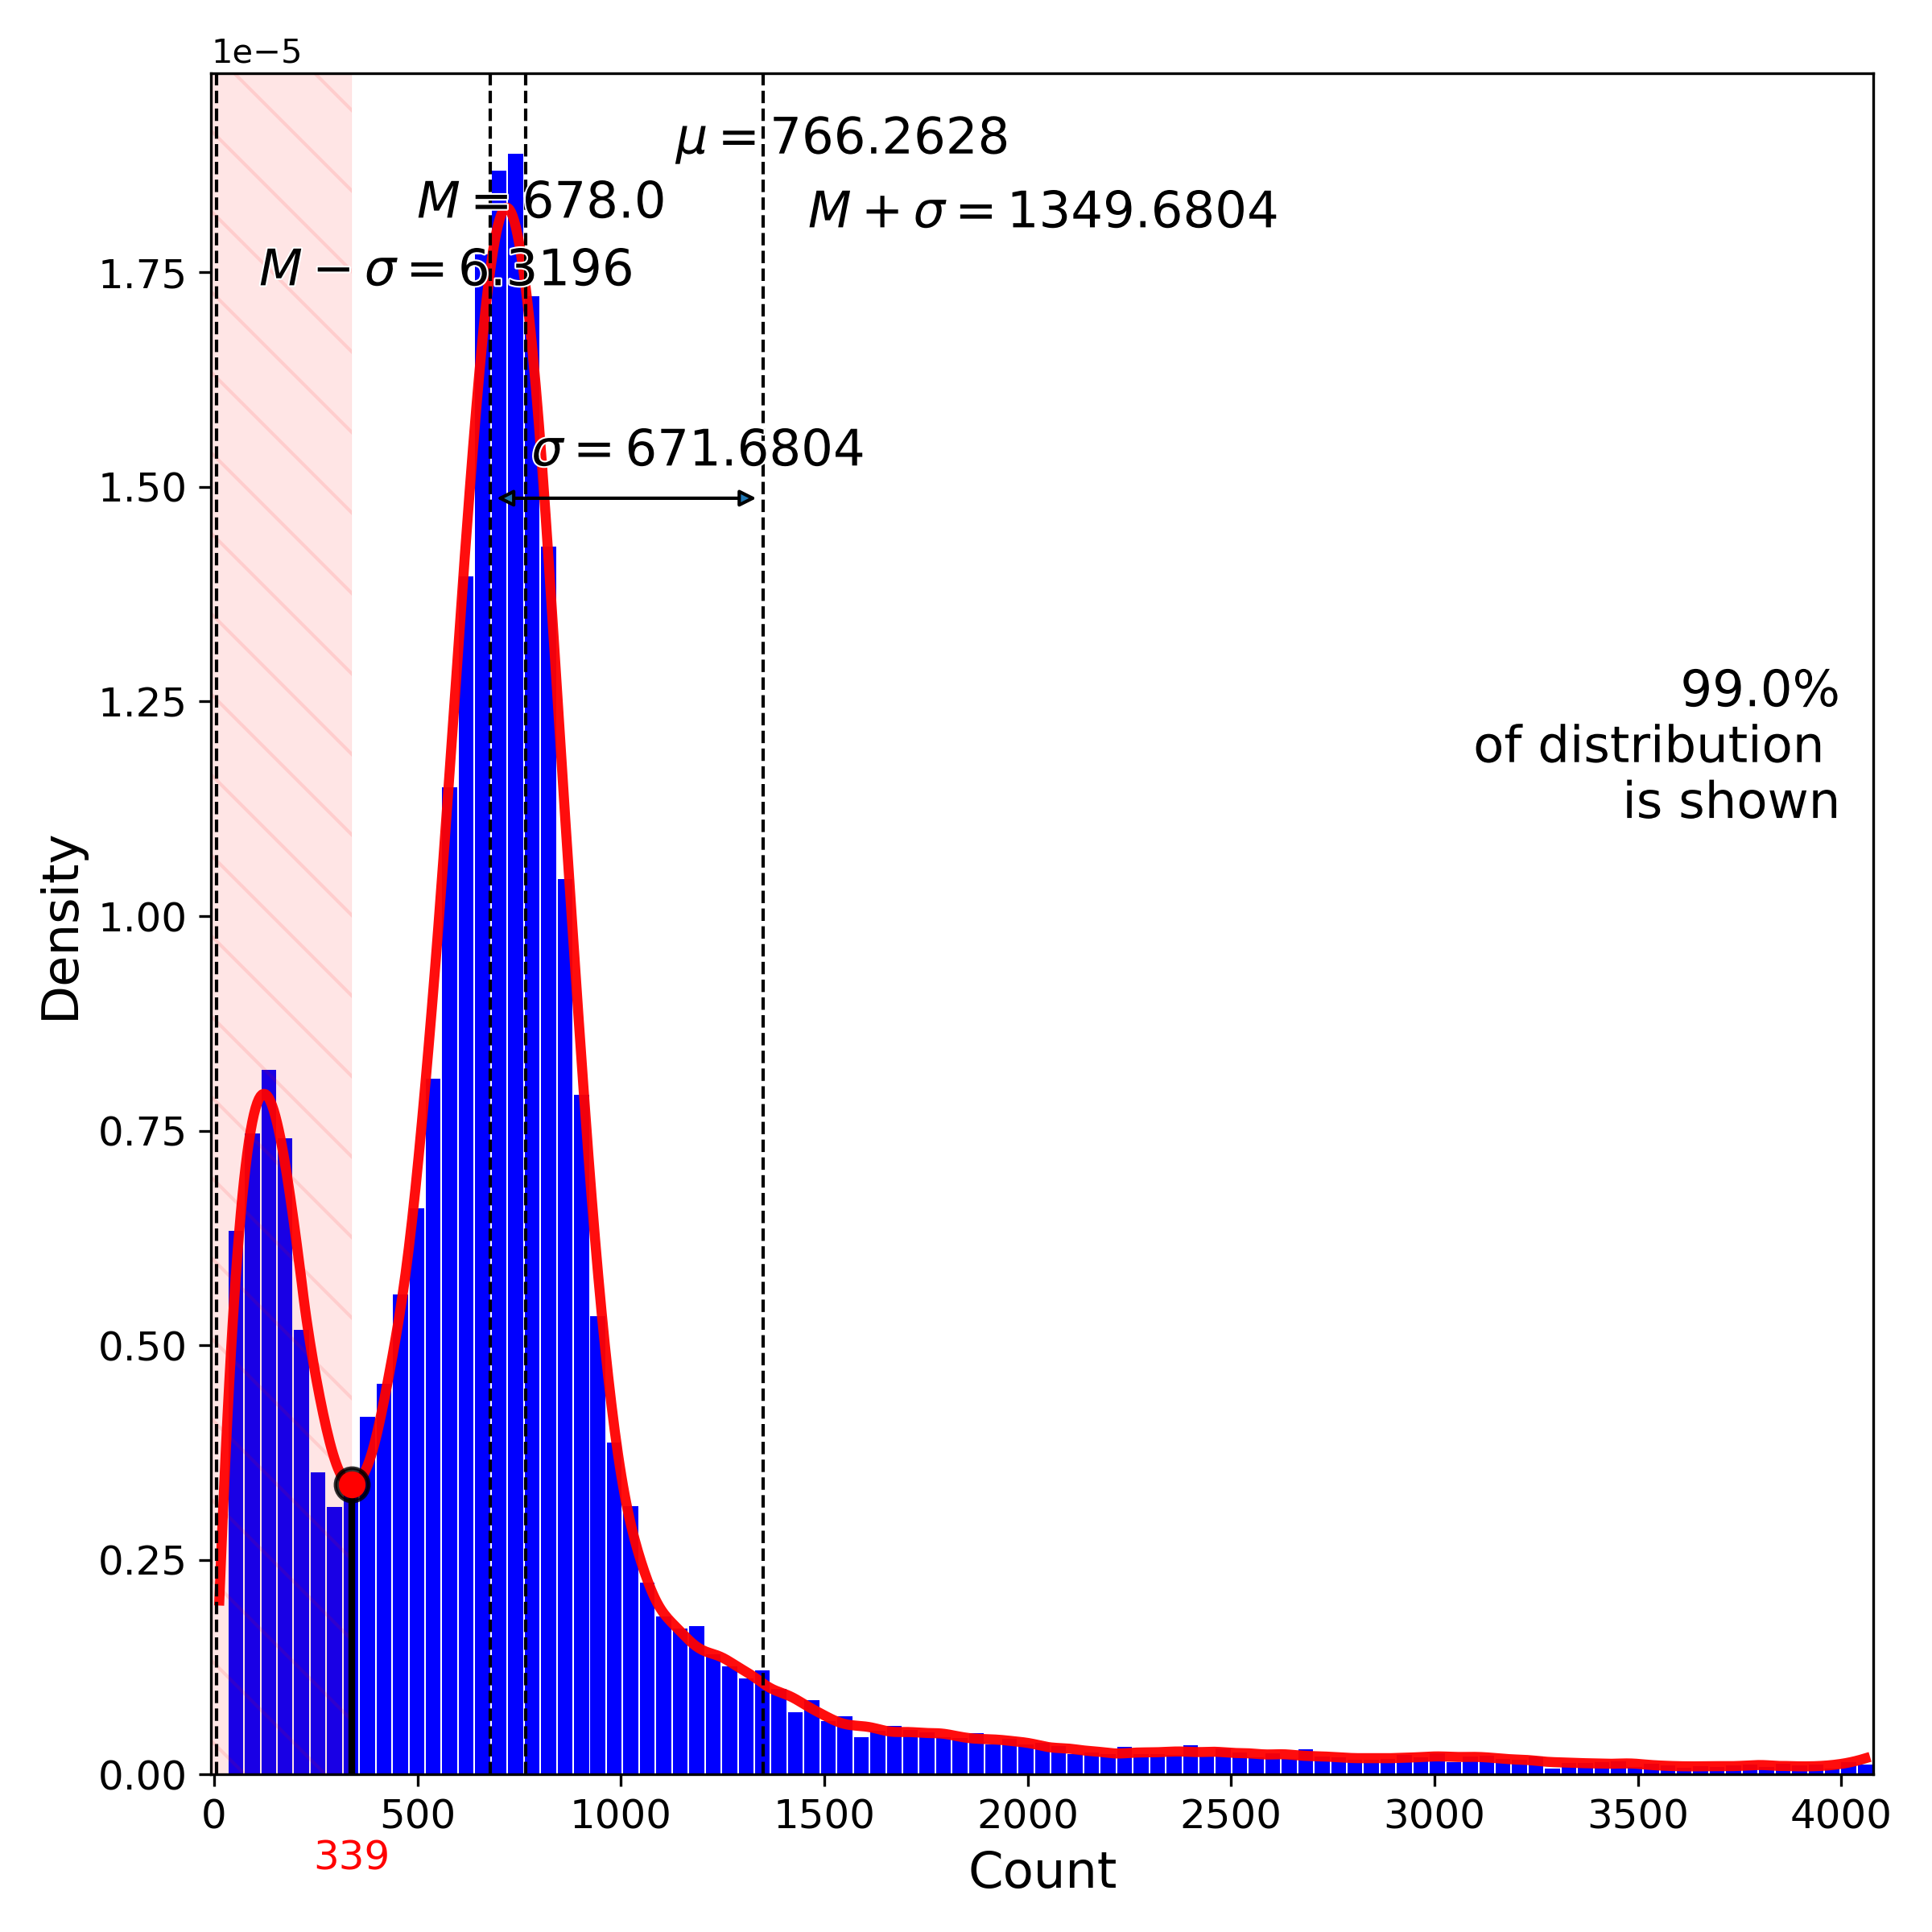 1e−5
μ = 766.2628
M = 678.0
M + σ = 1349.6804
M − σ = 6.3196
σ = 671.6804
99.0%
of distribution
is shown
1.75
1.50
1.25
1.00
0.75
0.50
0.25
0.00
Density
0 500 1000 1500 2000 2500 3000 3500 4000
339
Count